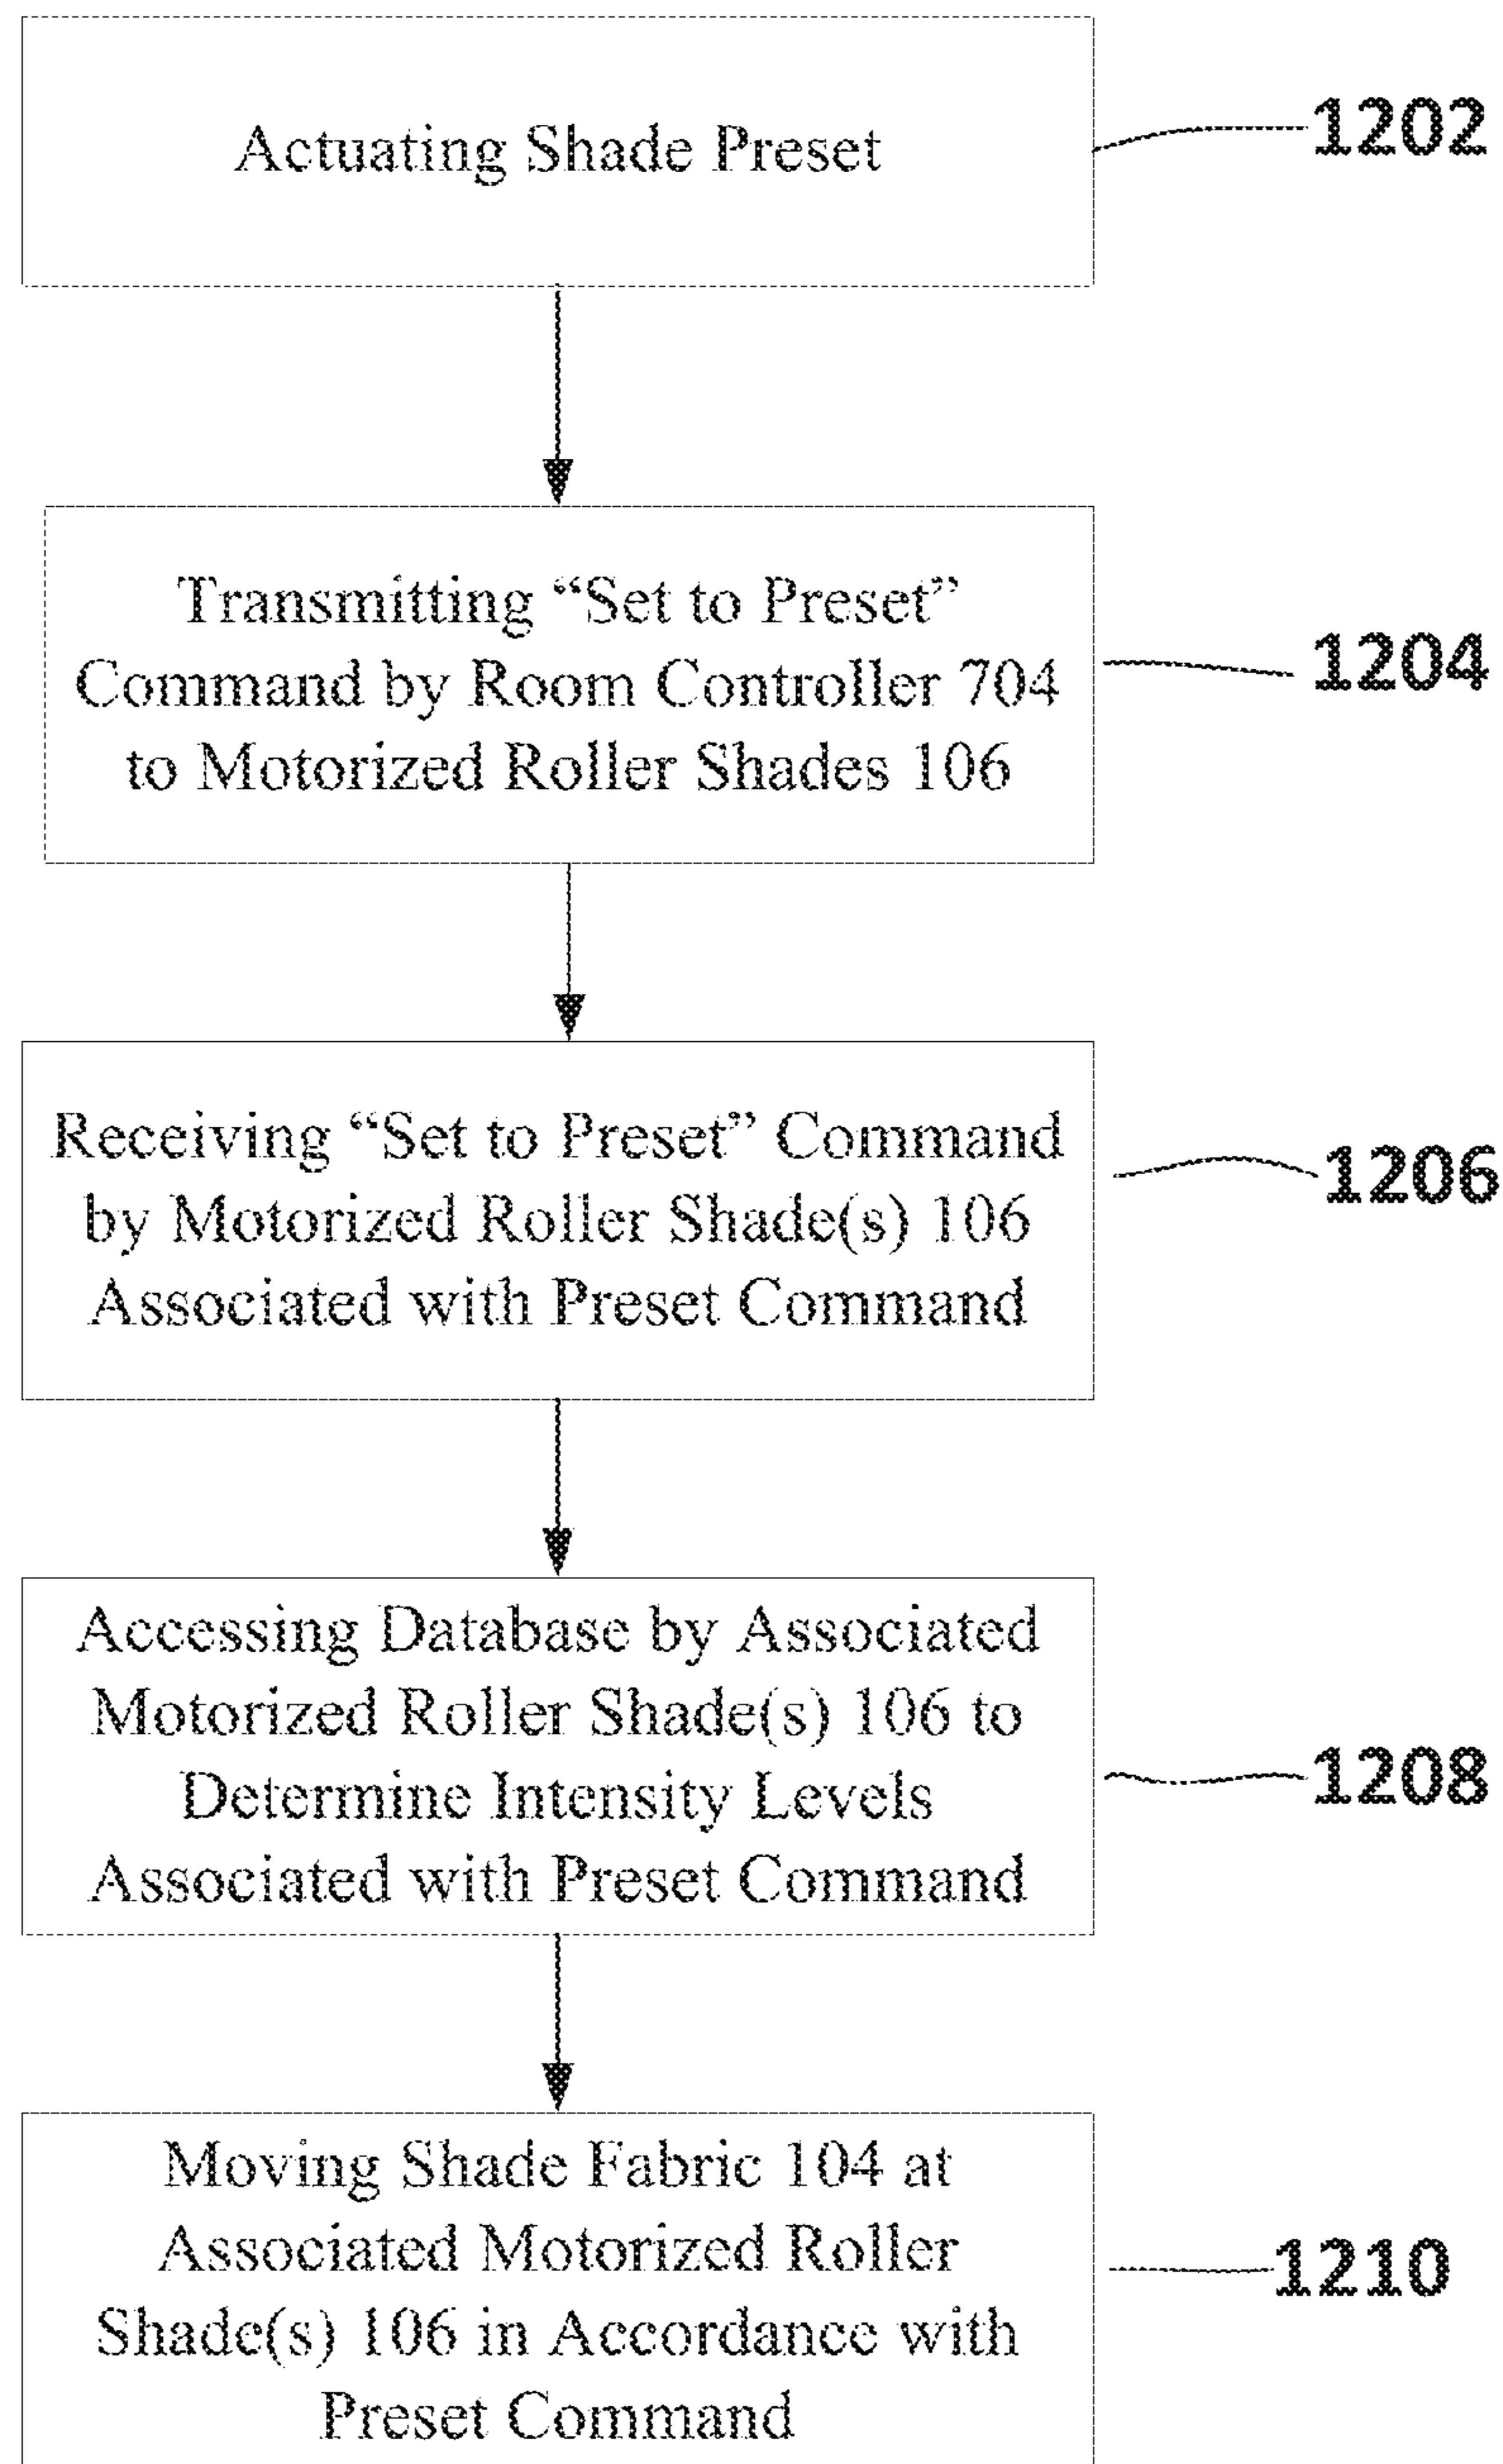 Actuating Shade Preset
1202
Transmitting “Set to Preset”
Command by Room Controller 704
to Motorized Roller Shades 106
1204
Receiving “Set to Preset” Command
by Motorized Roller Shade(s) 106
Associated with Preset Command
1206
Accessing Database by Associated
Motorized Roller Shade(s) 106 to
Determine Intensity Levels
Associated with Preset Command
1208
Moving Shade Fabric 104 at
Associated Motorized Roller
Shade(s) 106 in Accordance with
Preset Command
1210